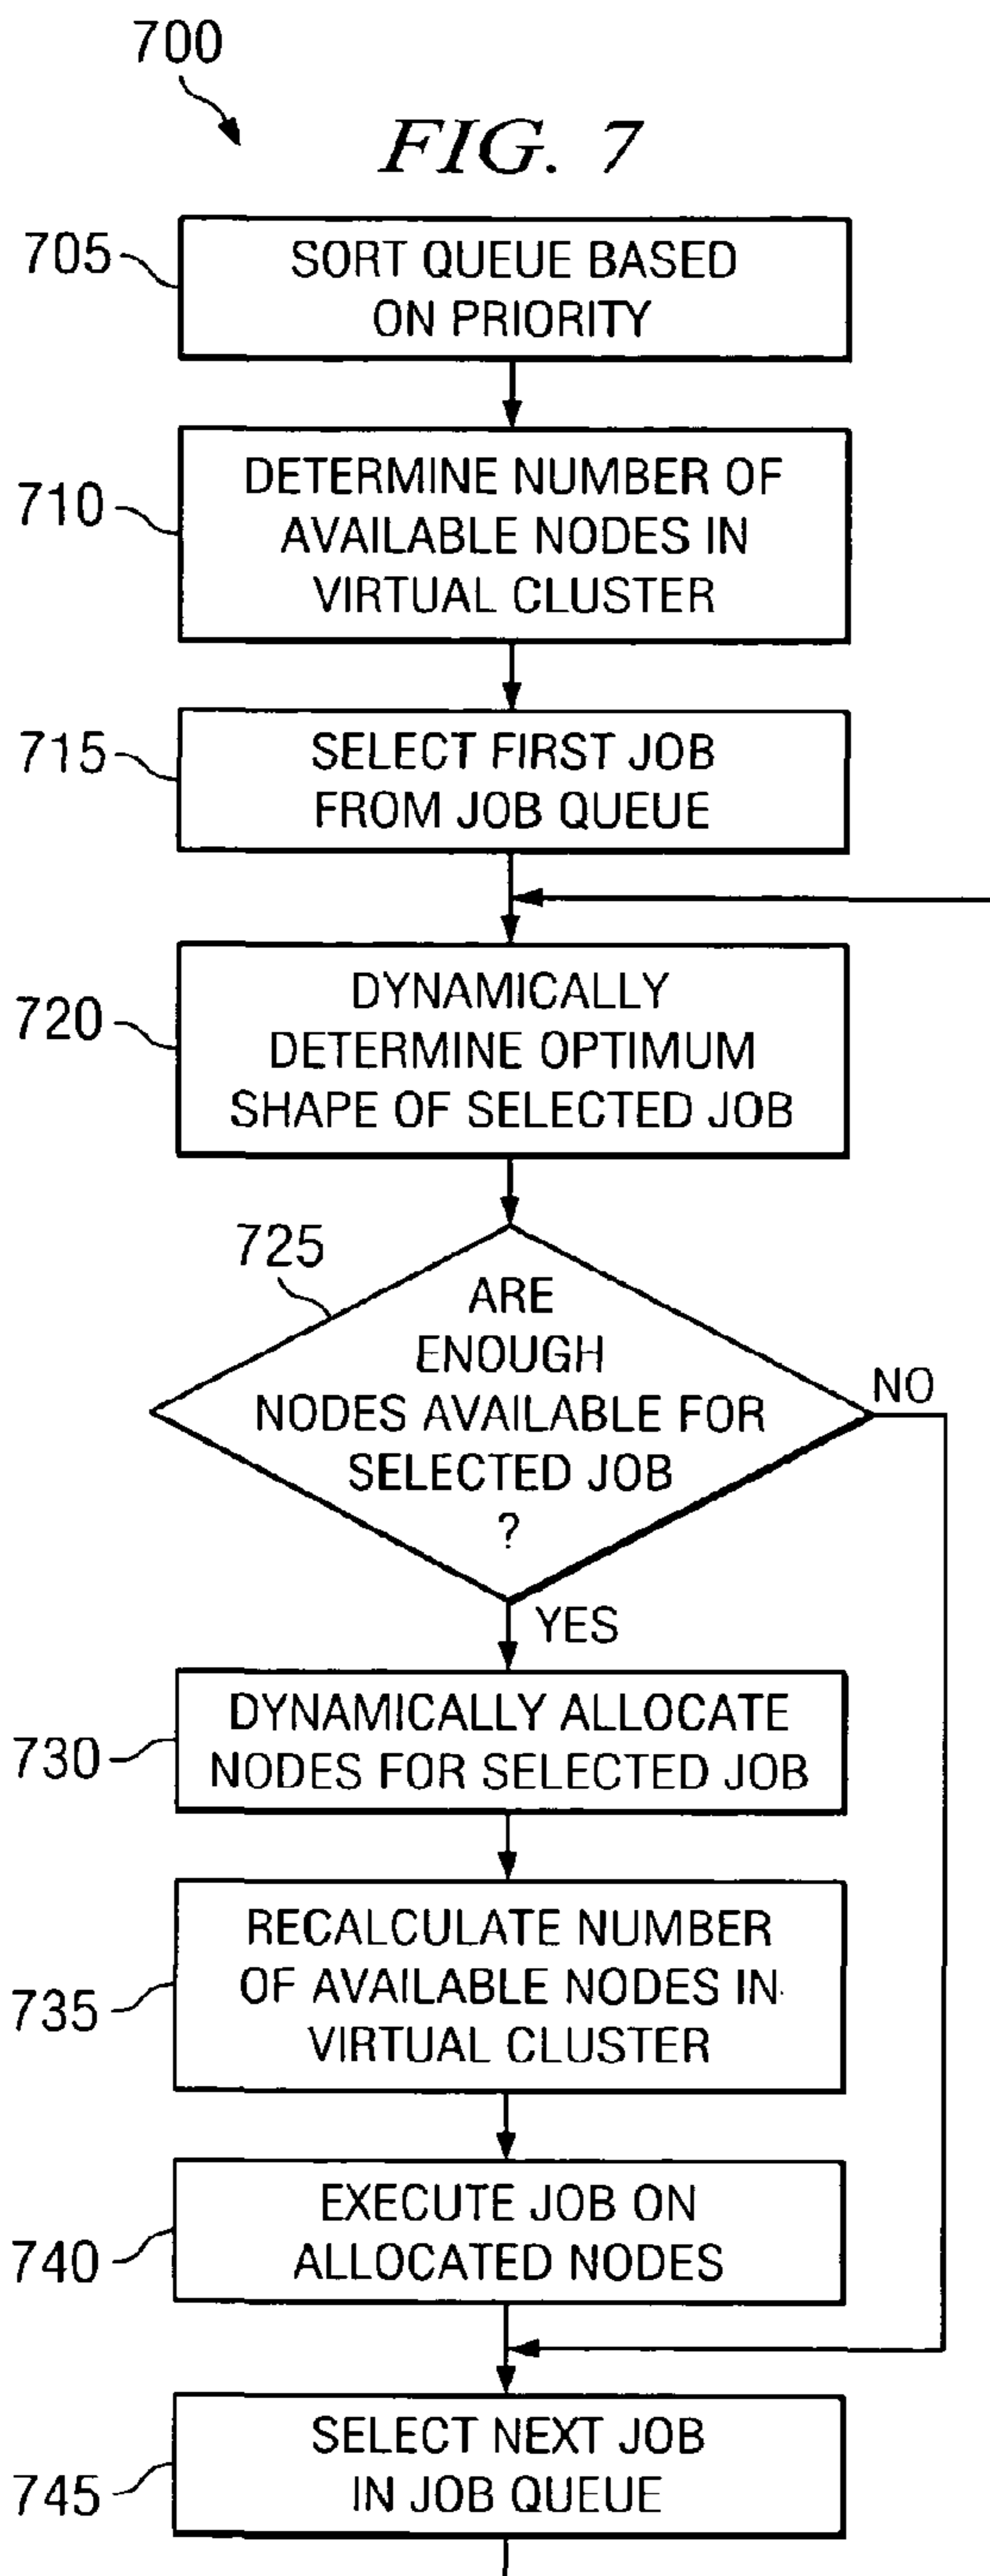 700
FIG. 7
705
SORT QUEUE BASED
ON PRIORITY
710
DETERMINE NUMBER OF
AVAILABLE NODES IN
VIRTUAL CLUSTER
715
SELECT FIRST JOB
FROM JOB QUEUE
720
DYNAMICALLY
DETERMINE OPTIMUM
SHAPE OF SELECTED JOB
725
ARE
ENOUGH
NODES AVAILABLE FOR
SELECTED JOB
?
NO
YES
730
DYNAMICALLY ALLOCATE
NODES FOR SELECTED JOB
735
RECALCULATE NUMBER
OF AVAILABLE NODES IN
VIRTUAL CLUSTER
740
EXECUTE JOB ON
ALLOCATED NODES
745
SELECT NEXT JOB
IN JOB QUEUE